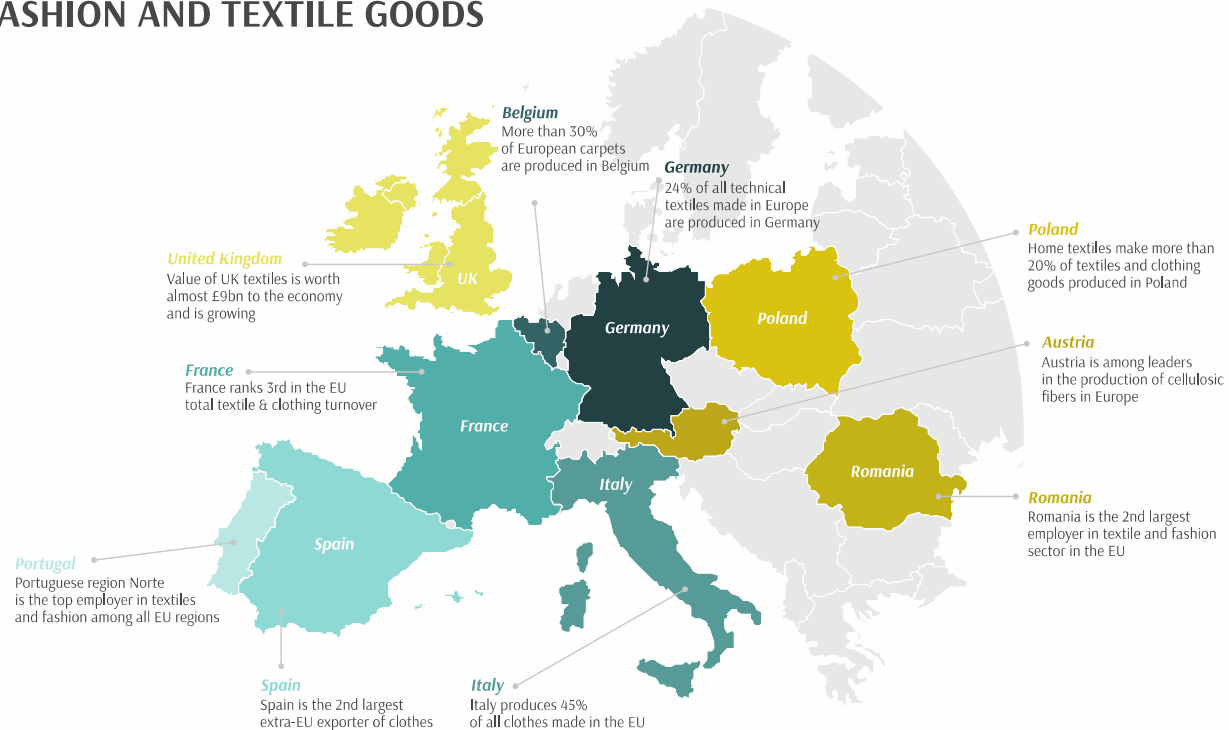 ASHION AND TEXTILE GOODS
Belgium
More than 30%
of European carpets
are produced in Belgium
Germany
24% of all technical
textiles made in Europe
are produced in Germany
Poland
Home textiles make more than
20% of textiles and clothing
goods produced in Poland
United Kingdom
Value of UK textiles is worth
almost £9bn to the economy
and is growing
UK
Germany
Poland
Austria
Austria is among leaders
in the production of cellulosic
fibers in Europe
France
France ranks 3rd in the EU
total textile & clothing turnover
France
Italy
Romania
Romania
Romania is the 2nd largest
employer in textile and fashion
sector in the EU
Spain
Portugal
Portuguese region Norte
is the top employer in textiles
and fashion among all EU regions
Spain
Spain is the 2nd largest
extra-EU exporter of clothes
Italy
Italy produces 45%
of all clothes made in the EU